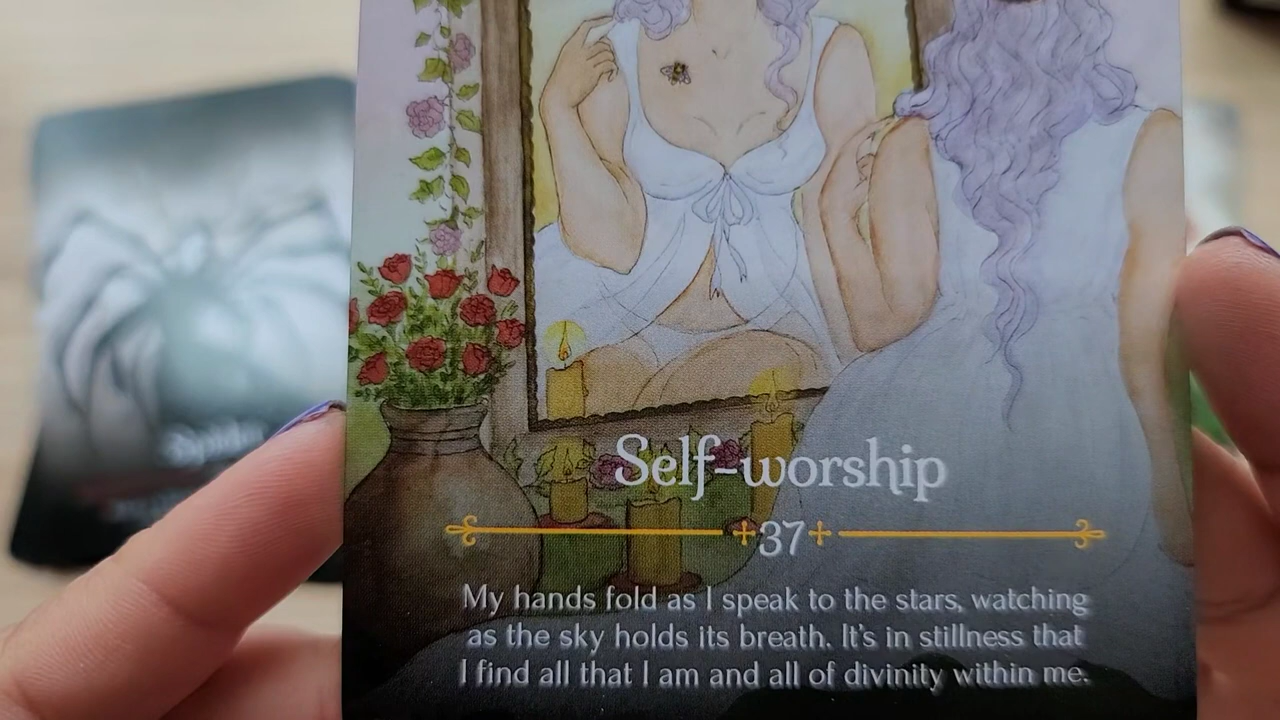 Self-worship
37
My hands fold as I speak to the stars, watching
as the sky holds its breath. It's in stillness that
I find all that I am and all of divinity within me.